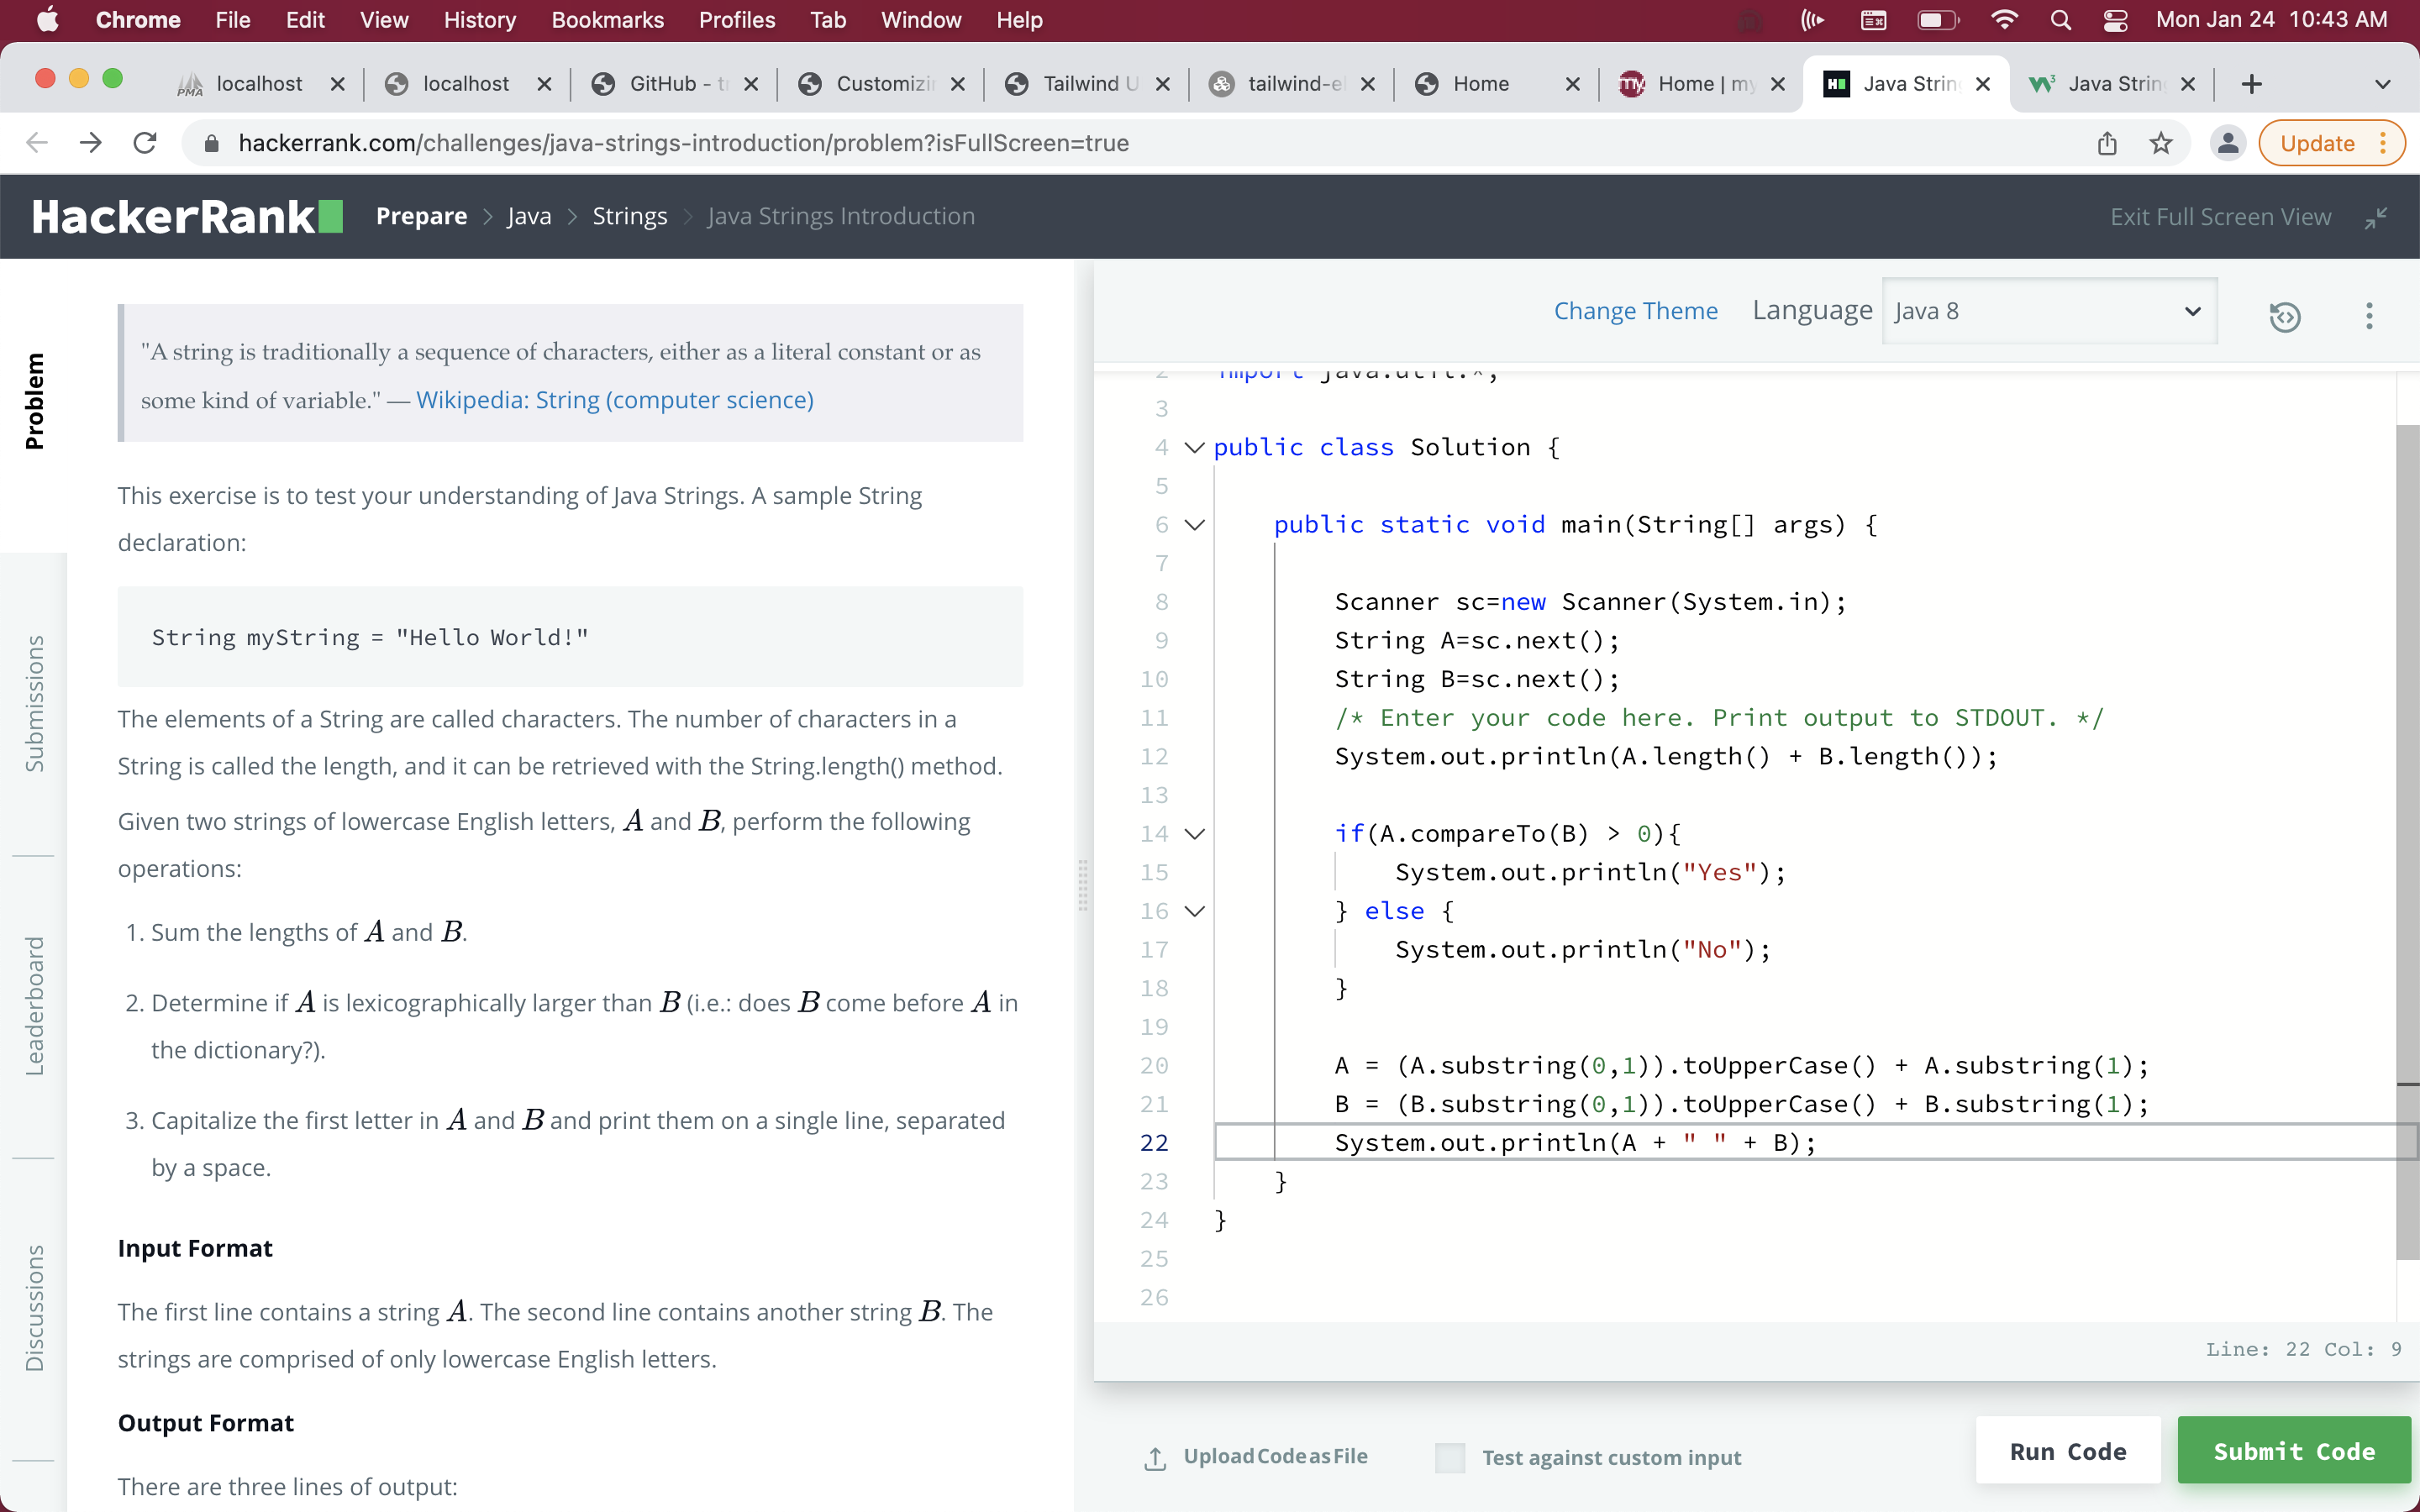 Chrome File Edit View History Bookmarks Profiles Tab Window Help Mon Jan 24 10:43 AM
localhost localhost GitHub - Customizi Tailwind U tailwind-e Home Home | my Java Strin Java Strin
hackerrank.com/challenges/java-strings-introduction/problem?isFullScreen=true
Update
HackerRank Prepare > Java > Strings > Java Strings Introduction
Exit Full Screen View
Problem
Submissions
Leaderboard
Discussions
"A string is traditionally a sequence of characters, either as a literal constant or as
some kind of variable." — Wikipedia: String (computer science)
This exercise is to test your understanding of Java Strings. A sample String
declaration:
String myString = "Hello World!"
The elements of a String are called characters. The number of characters in a
String is called the length, and it can be retrieved with the String.length() method.
Given two strings of lowercase English letters, A and B, perform the following
operations:
1. Sum the lengths of A and B.
2. Determine if A is lexicographically larger than B (i.e.: does B come before A in
the dictionary?).
3. Capitalize the first letter in A and B and print them on a single line, separated
by a space.
Input Format
The first line contains a string A. The second line contains another string B. The
strings are comprised of only lowercase English letters.
Output Format
There are three lines of output:
Change Theme Language Java 8
2 import java.util.*;
3
4 public class Solution {
5
6 public static void main(String[] args) {
7
8 Scanner sc=new Scanner(System.in);
9 String A=sc.next();
10 String B=sc.next();
11 /* Enter your code here. Print output to STDOUT. */
12 System.out.println(A.length() + B.length());
13
14 if(A.compareTo(B) > 0){
15 System.out.println("Yes");
16 } else {
17 System.out.println("No");
18 }
19
20 A = (A.substring(0,1)).toUpperCase() + A.substring(1);
21 B = (B.substring(0,1)).toUpperCase() + B.substring(1);
22 System.out.println(A + " " + B);
23 }
24 }
25
26
Line: 22 Col: 9
Upload Code as File Test against custom input Run Code Submit Code